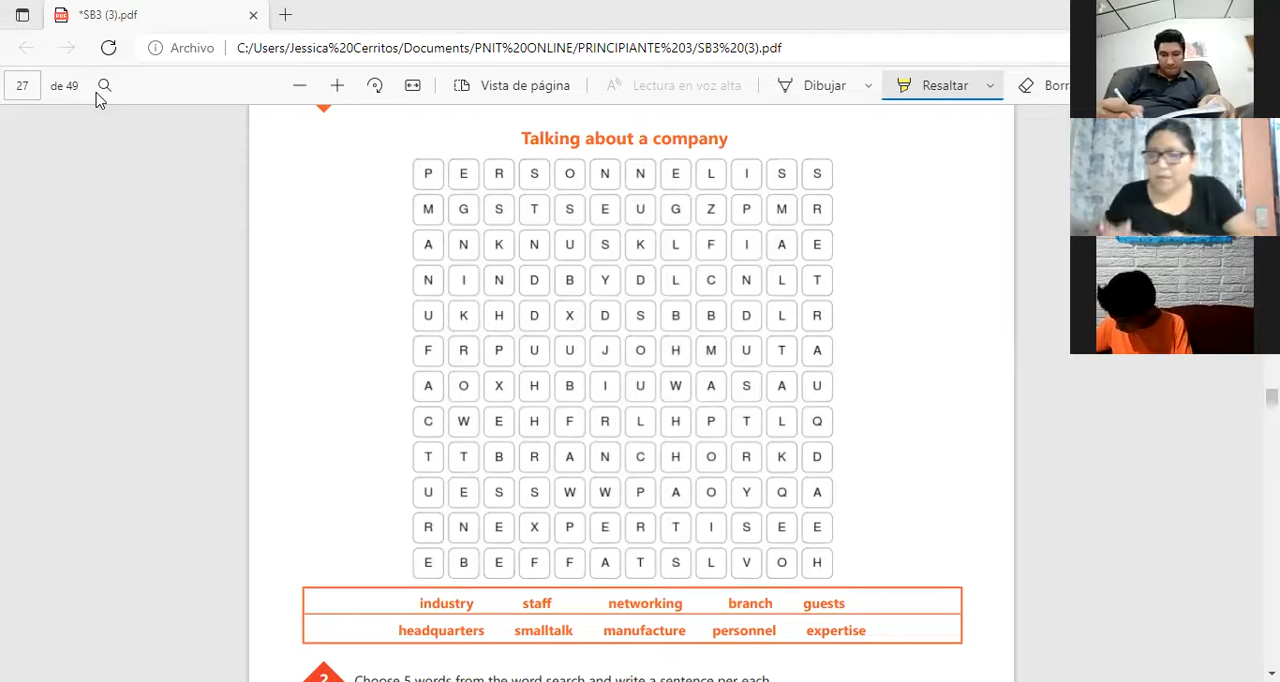 *SB3 (3).pdf
Archivo C:/Users/Jessica%20Cerritos/Documents/PNIT%20ONLINE/PRINCIPIANTE%203/SB3%20(3).pdf
27 de 49 Vista de página Lectura en voz alta Dibujar Resaltar Borr
Talking about a company
P E R S O N N E L I S S
M G S T S E U G Z P M R
A N K N U S K L F I A E
N I N D B Y D L C N L T
U K H D X D S B B D L R
F R P U U J O H M U T A
A O X H B I U W A S A U
C W E H F R L H P T L Q
T T B R A N C H O R K D
U E S S W W P A O Y Q A
R N E X P E R T I S E E
E B E F F A T S L V O H
industry staff networking branch guests
headquarters smalltalk manufacture personnel expertise
2 Choose 5 words from the word search and write a sentence per each